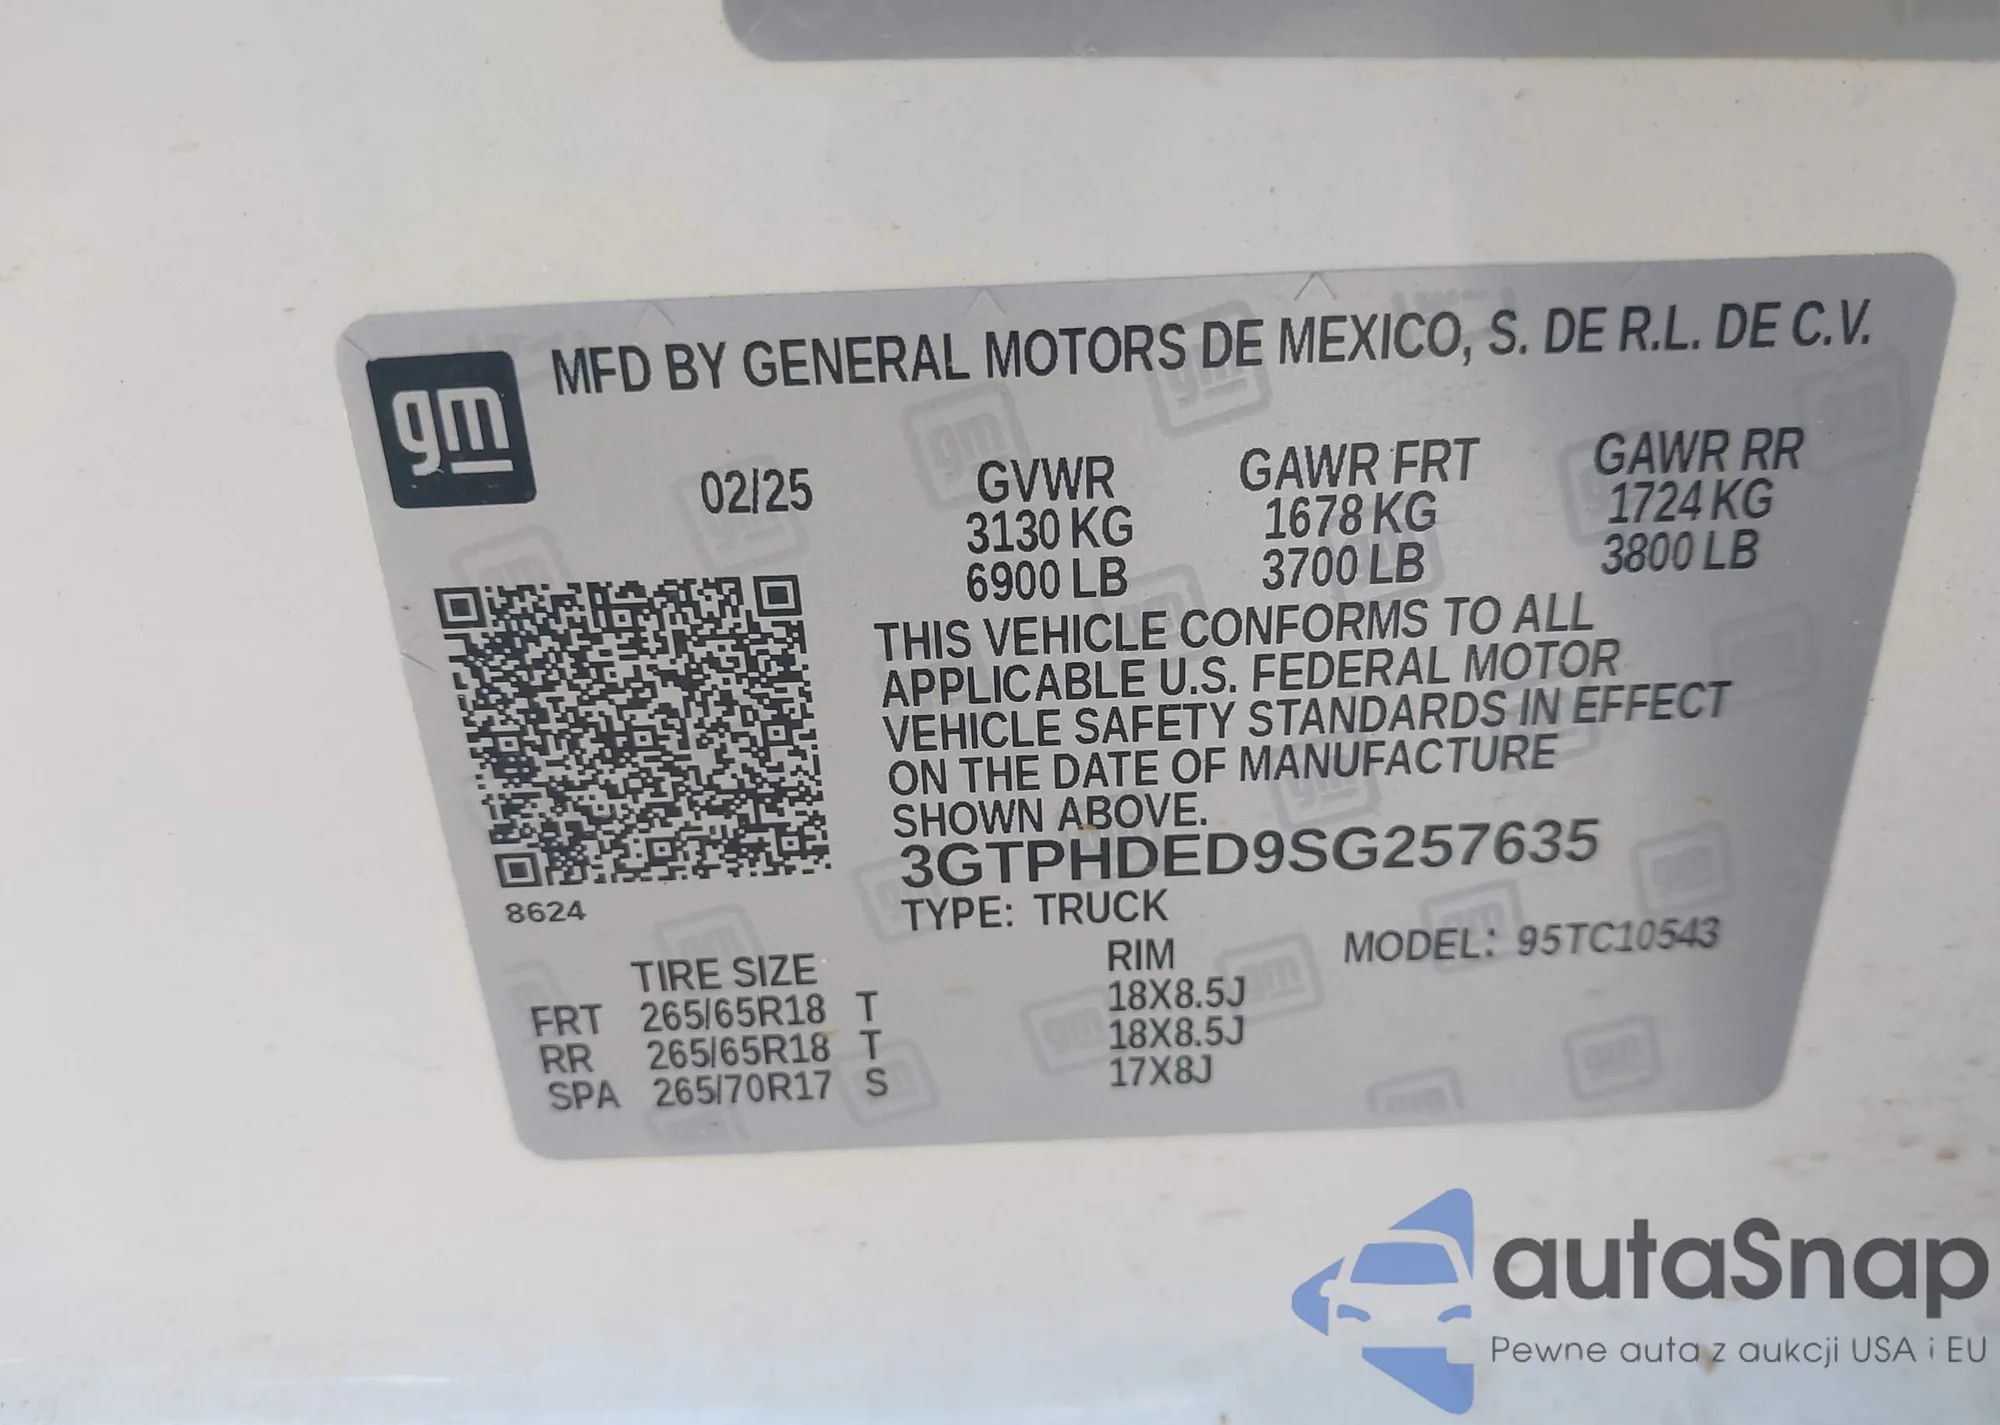 gm
MFD BY GENERAL MOTORS DE MEXICO, S. DE R.L. DE C.V.
02/25 GVWR GAWR FRT GAWR RR
3130 KG 1678 KG 1724 KG
6900 LB 3700 LB 3800 LB
THIS VEHICLE CONFORMS TO ALL
APPLICABLE U.S. FEDERAL MOTOR
VEHICLE SAFETY STANDARDS IN EFFECT
ON THE DATE OF MANUFACTURE
SHOWN ABOVE.
3GTPHDED9SG257635
8624
TYPE: TRUCK
TIRE SIZE RIM MODEL: 95TC10543
FRT 265/65R18 T 18X8.5J
RR 265/65R18 T 18X8.5J
SPA 265/70R17 S 17X8J
autaSnap
Pewne auta z aukcji USA i EU